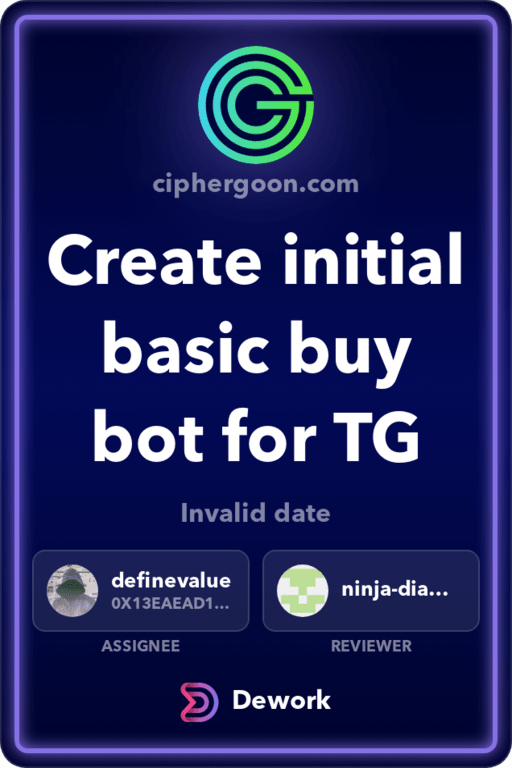 ciphergoon.com
Create initial
basic buy
bot for TG
Invalid date
definevalue
0X13EAEAD1...
ninja-dia...
ASSIGNEE
REVIEWER
Dework